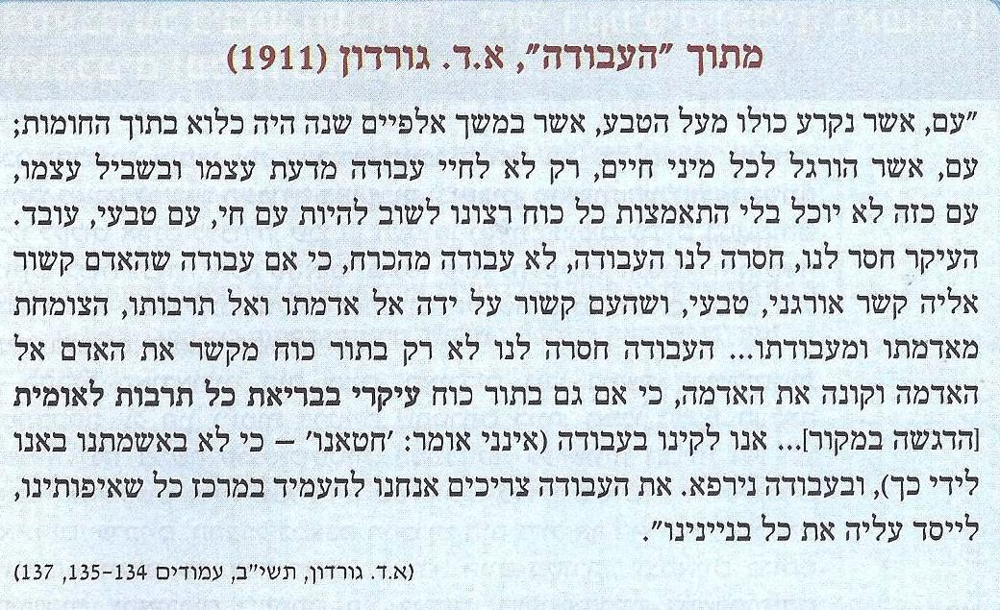 מתוך "העבודה", א.ד. גורדון (1911)
"עם, אשר נקרע כולו מעל הטבע, אשר במשך אלפיים שנה היה כלוא בתוך החומות;
עם, אשר הורגל לכל מיני חיים, רק לא לחיי עבודה מדעת עצמו ובשביל עצמו,
עם כזה לא יוכל בלי התאמצות כל כוח רצונו לשוב להיות עם חי, עם טבעי, עובד.
העיקר חסר לנו, חסרה לנו העבודה, לא עבודה מהכרח, כי אם עבודה שהאדם קשור
אליה קשר אורגני, טבעי, ושהעם קשור על ידה אל אדמתו ואל תרבותו, הצומחת
מאדמתו ומעבודתו... העבודה חסרה לנו לא רק בתור כוח מקשר את האדם אל
האדמה וקונה את האדמה, כי אם גם בתור כוח עיקרי בבריאת כל תרבות לאומית
[הדגשה במקור]... אנו לקינו בעבודה (אינני אומר: 'חטאנו' – כי לא באשמתנו באנו
לידי כך), ובעבודה נירפא. את העבודה צריכים אנחנו להעמיד במרכז כל שאיפותינו,
לייסד עליה את כל בניינינו".
(א.ד. גורדון, תשי"ב, עמודים 134–135, 137)